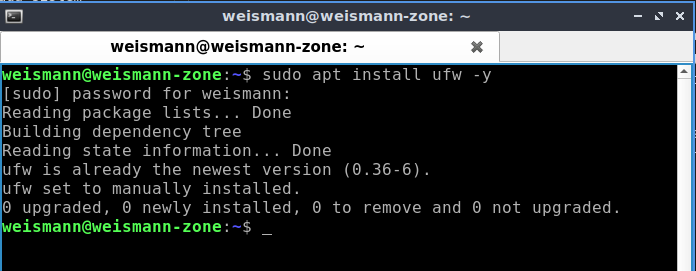 weismann@weismann-zone: ~
weismann@weismann-zone: ~
weismann@weismann-zone:~$ sudo apt install ufw -y
[sudo] password for weismann:
Reading package lists... Done
Building dependency tree
Reading state information... Done
ufw is already the newest version (0.36-6).
ufw set to manually installed.
0 upgraded, 0 newly installed, 0 to remove and 0 not upgraded.
weismann@weismann-zone:~$ _